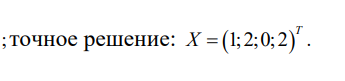 ;точное решение: X = (1;2;0;2)ᵀ.